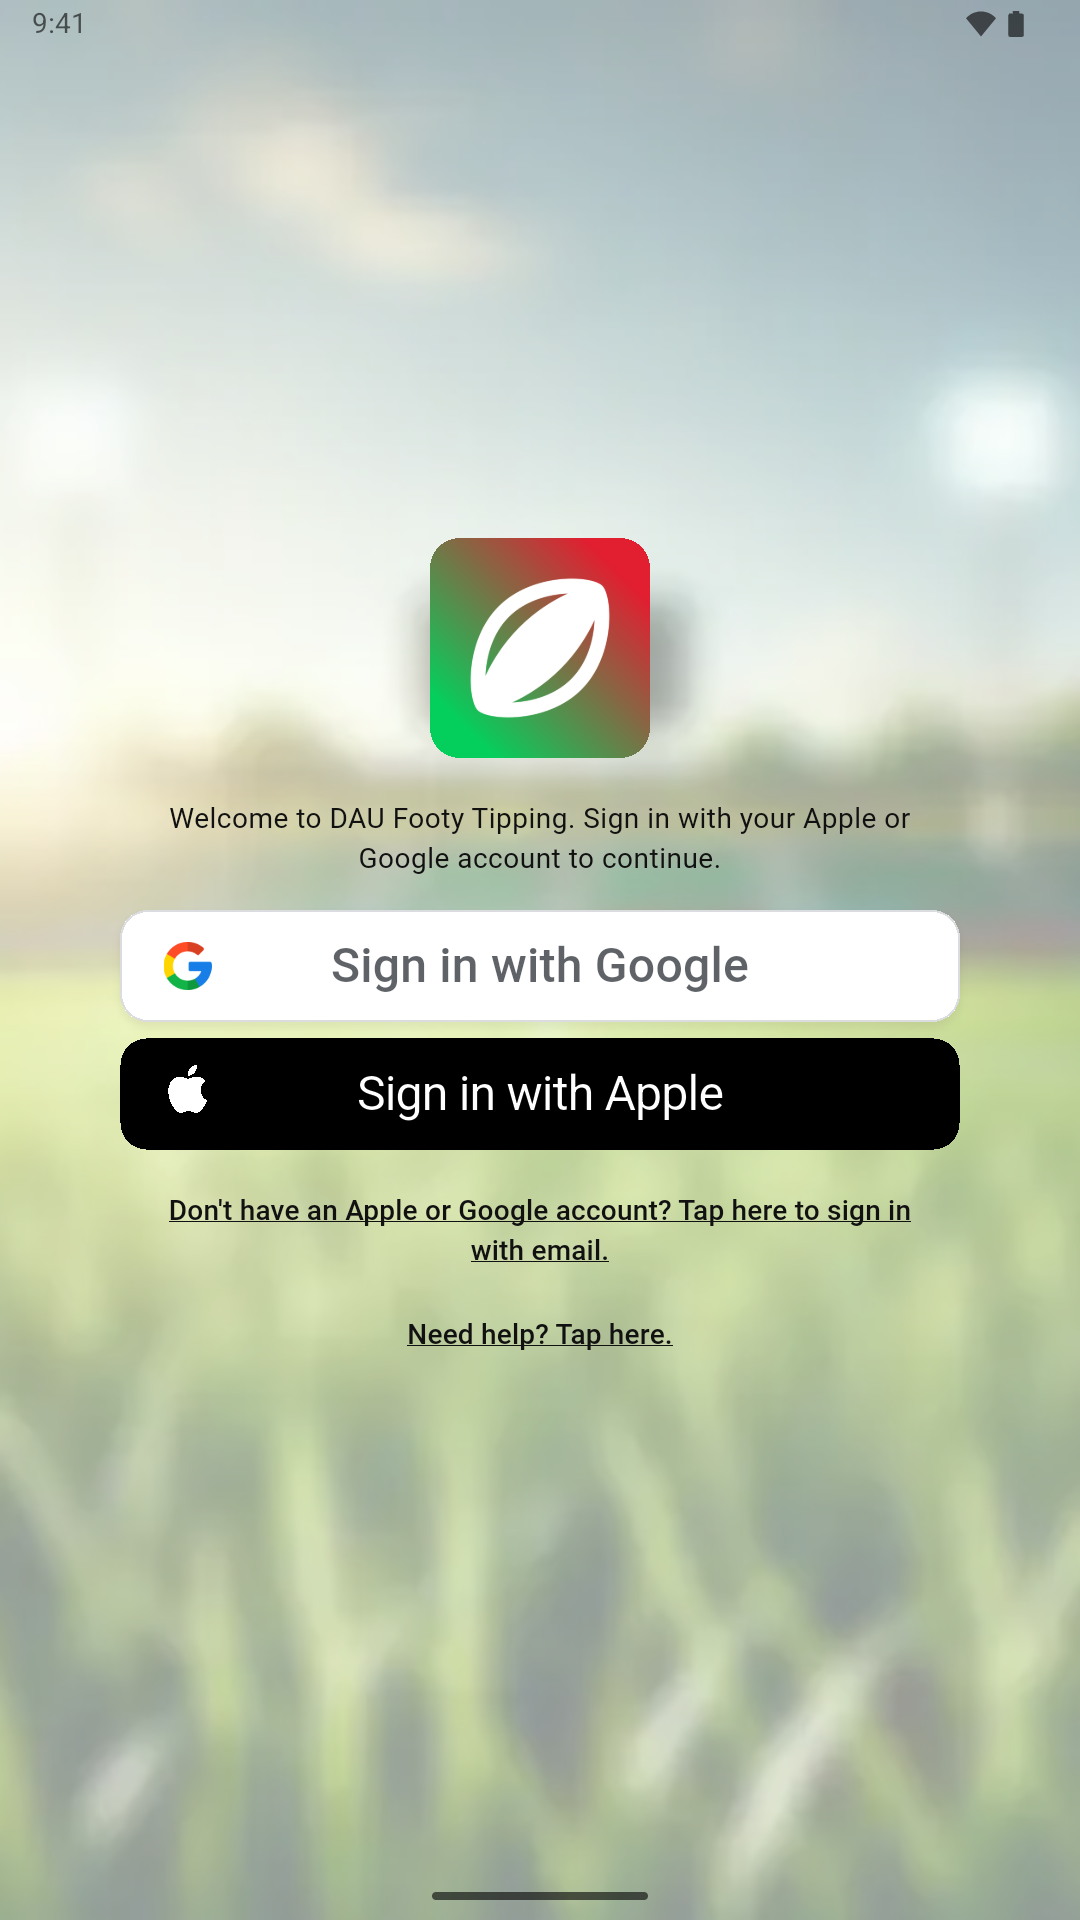 9:41
Welcome to DAU Footy Tipping. Sign in with your Apple or
Google account to continue.
Sign in with Google
Sign in with Apple
Don't have an Apple or Google account? Tap here to sign in
with email.
Need help? Tap here.